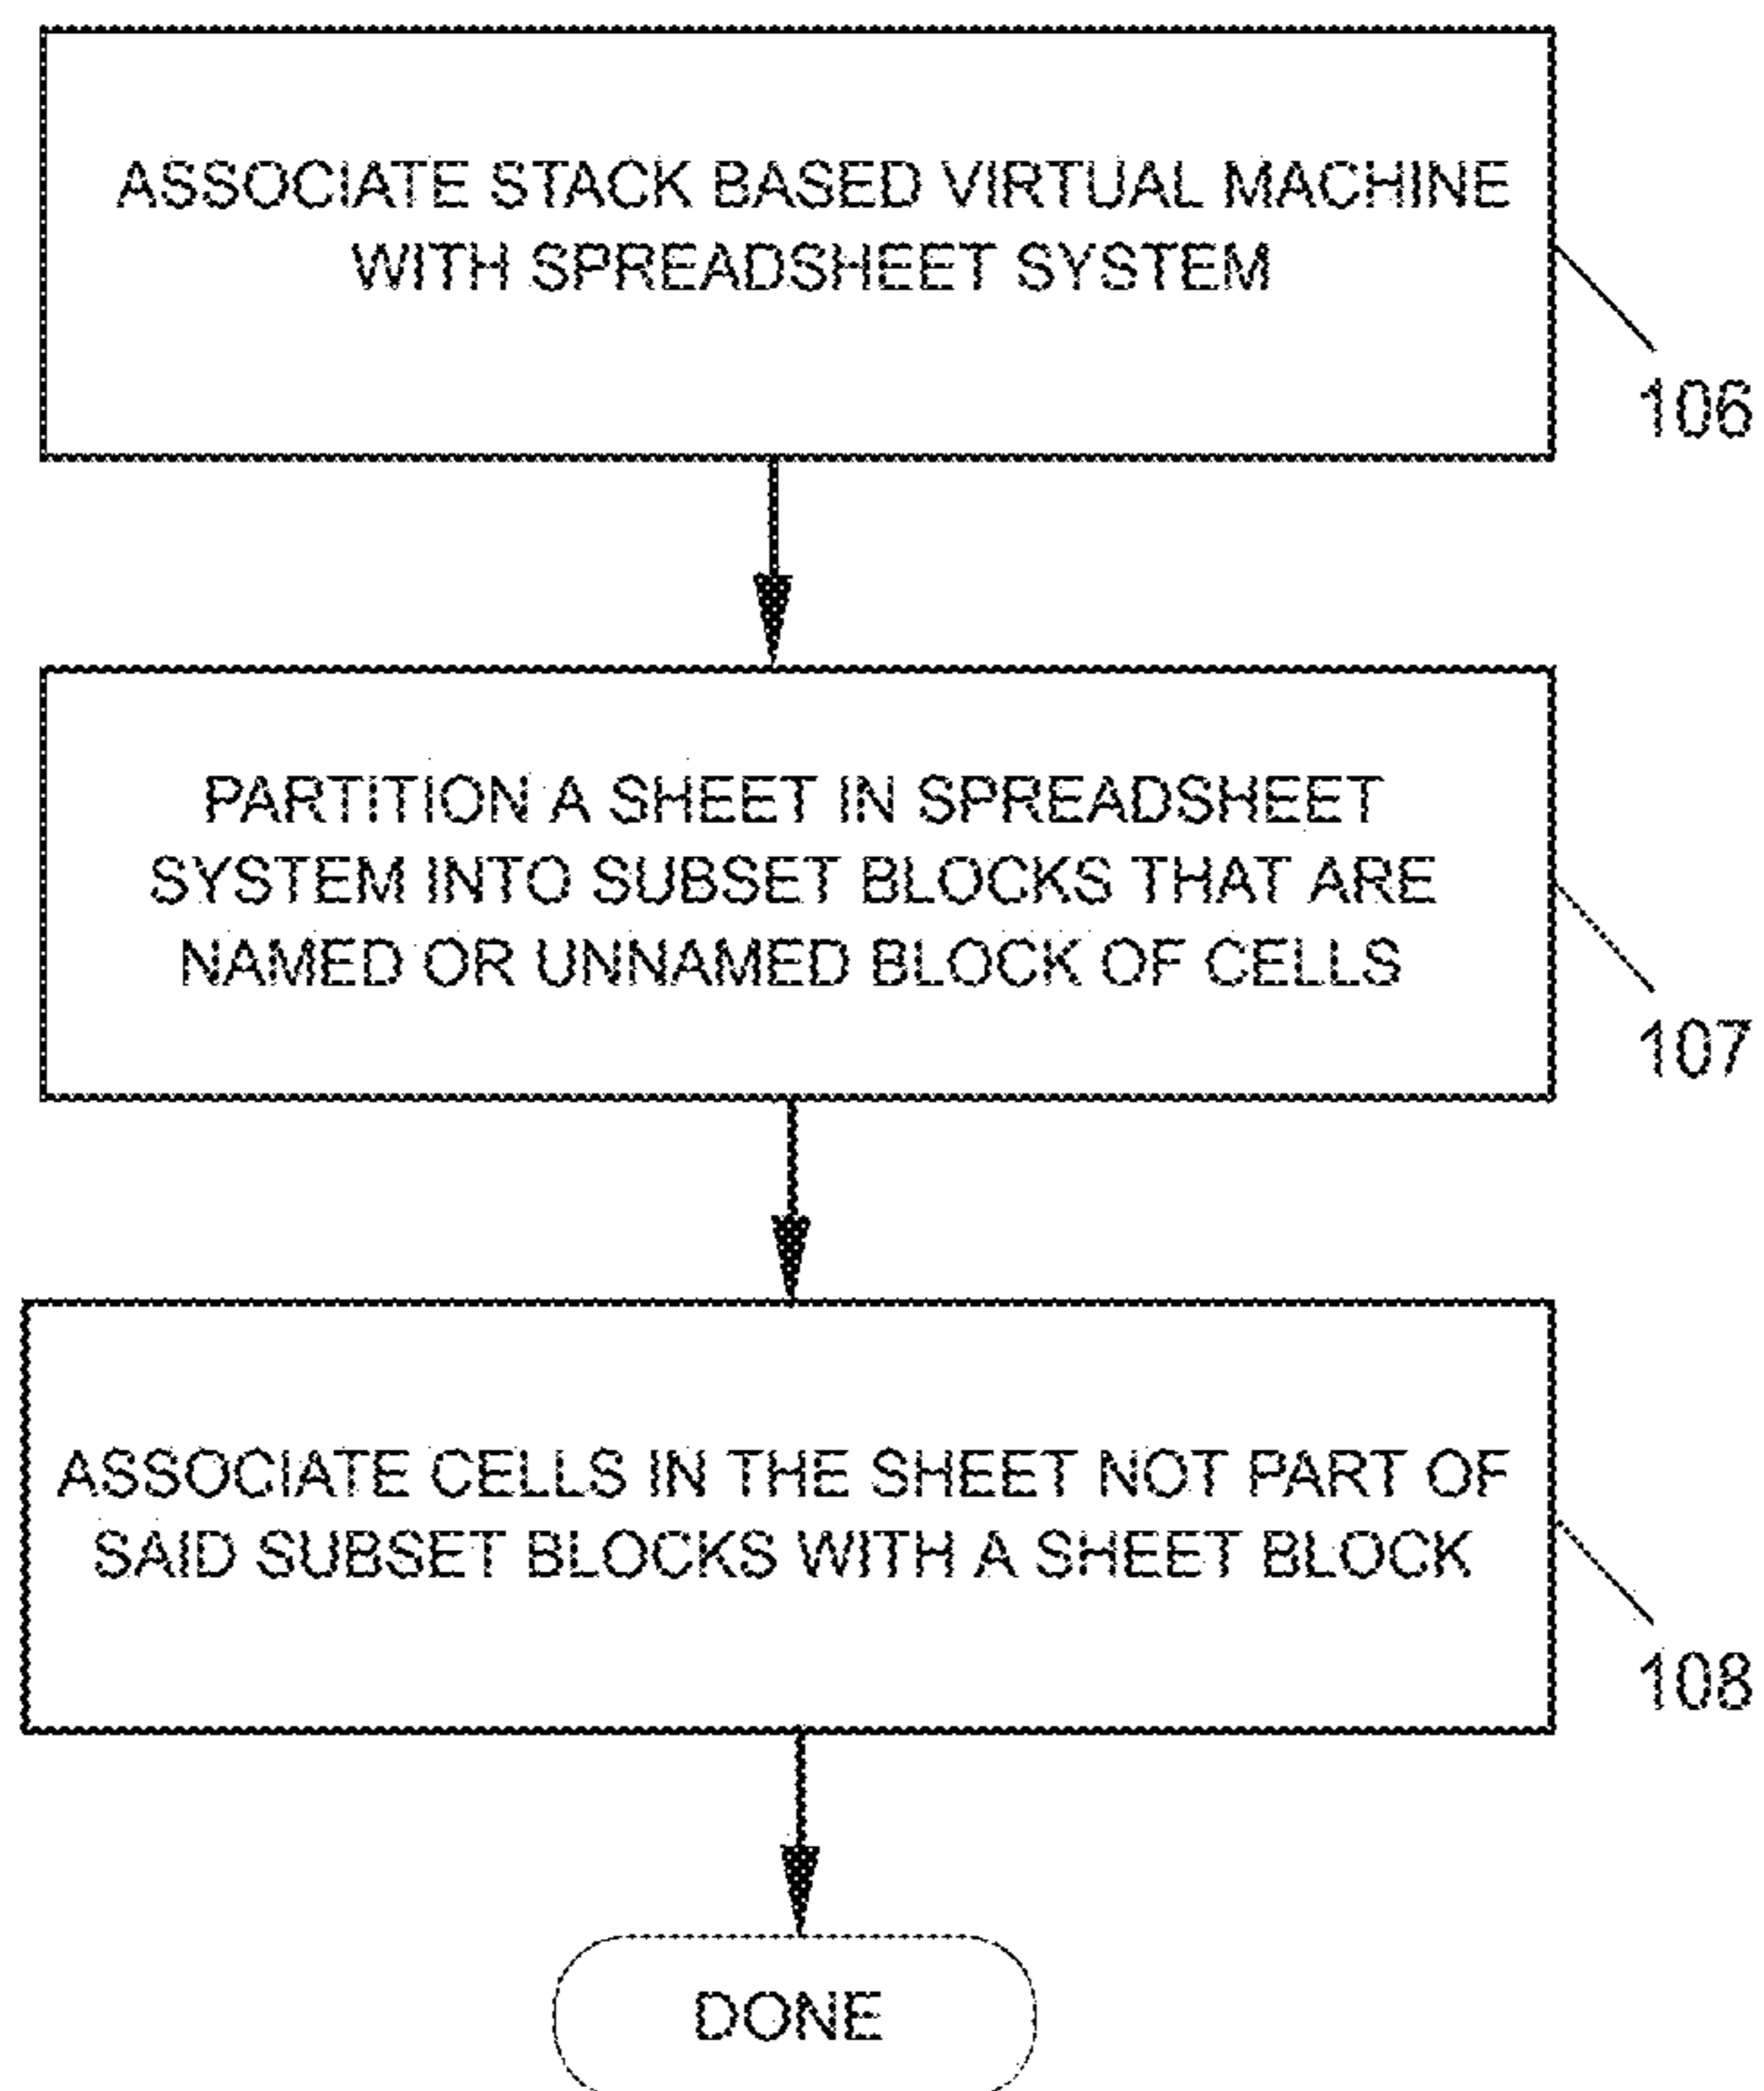 ASSOCIATE STACK BASED VIRTUAL MACHINE
WITH SPREADSHEET SYSTEM
106
PARTITION A SHEET IN SPREADSHEET
SYSTEM INTO SUBSET BLOCKS THAT ARE
NAMED OR UNNAMED BLOCK OF CELLS
107
ASSOCIATE CELLS IN THE SHEET NOT PART OF
SAID SUBSET BLOCKS WITH A SHEET BLOCK
108
DONE